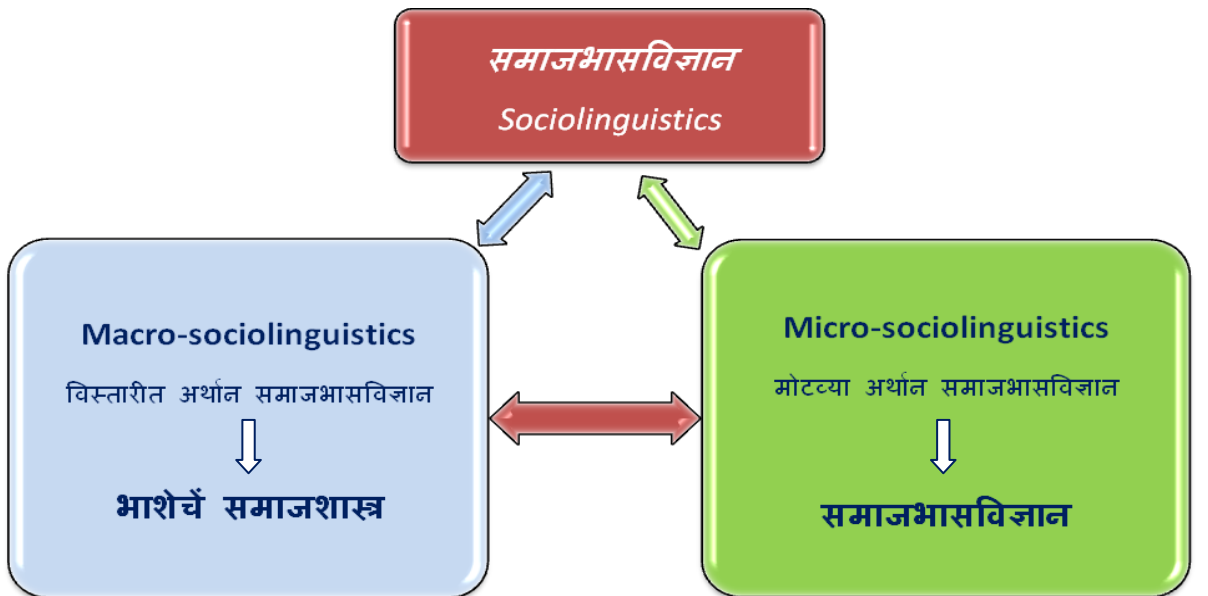 समाजभासविज्ञान
Sociolinguistics
Macro-sociolinguistics
विस्तारीत अर्थान समाजभासविज्ञान
भाशेचें समाजशास्त्र
Micro-sociolinguistics
मोटव्या अर्थान समाजभासविज्ञान
समाजभासविज्ञान